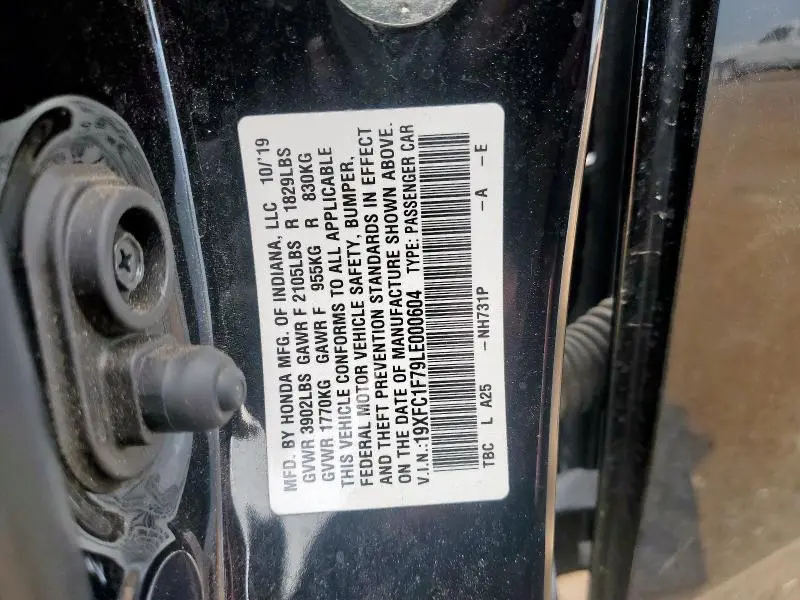 MFD. BY HONDA MFG. OF INDIANA, LLC 10/'19
GVWR 3902LBS GAWR F 2105LBS R 1829LBS
GVWR 1770KG GAWR F 955KG R 830KG
THIS VEHICLE CONFORMS TO ALL APPLICABLE
FEDERAL MOTOR VEHICLE SAFETY, BUMPER,
AND THEFT PREVENTION STANDARDS IN EFFECT
ON THE DATE OF MANUFACTURE SHOWN ABOVE.
V.I.N.:19XFC1F79LE000604 TYPE: PASSENGER CAR
TBC L A25 -NH731P -A -E